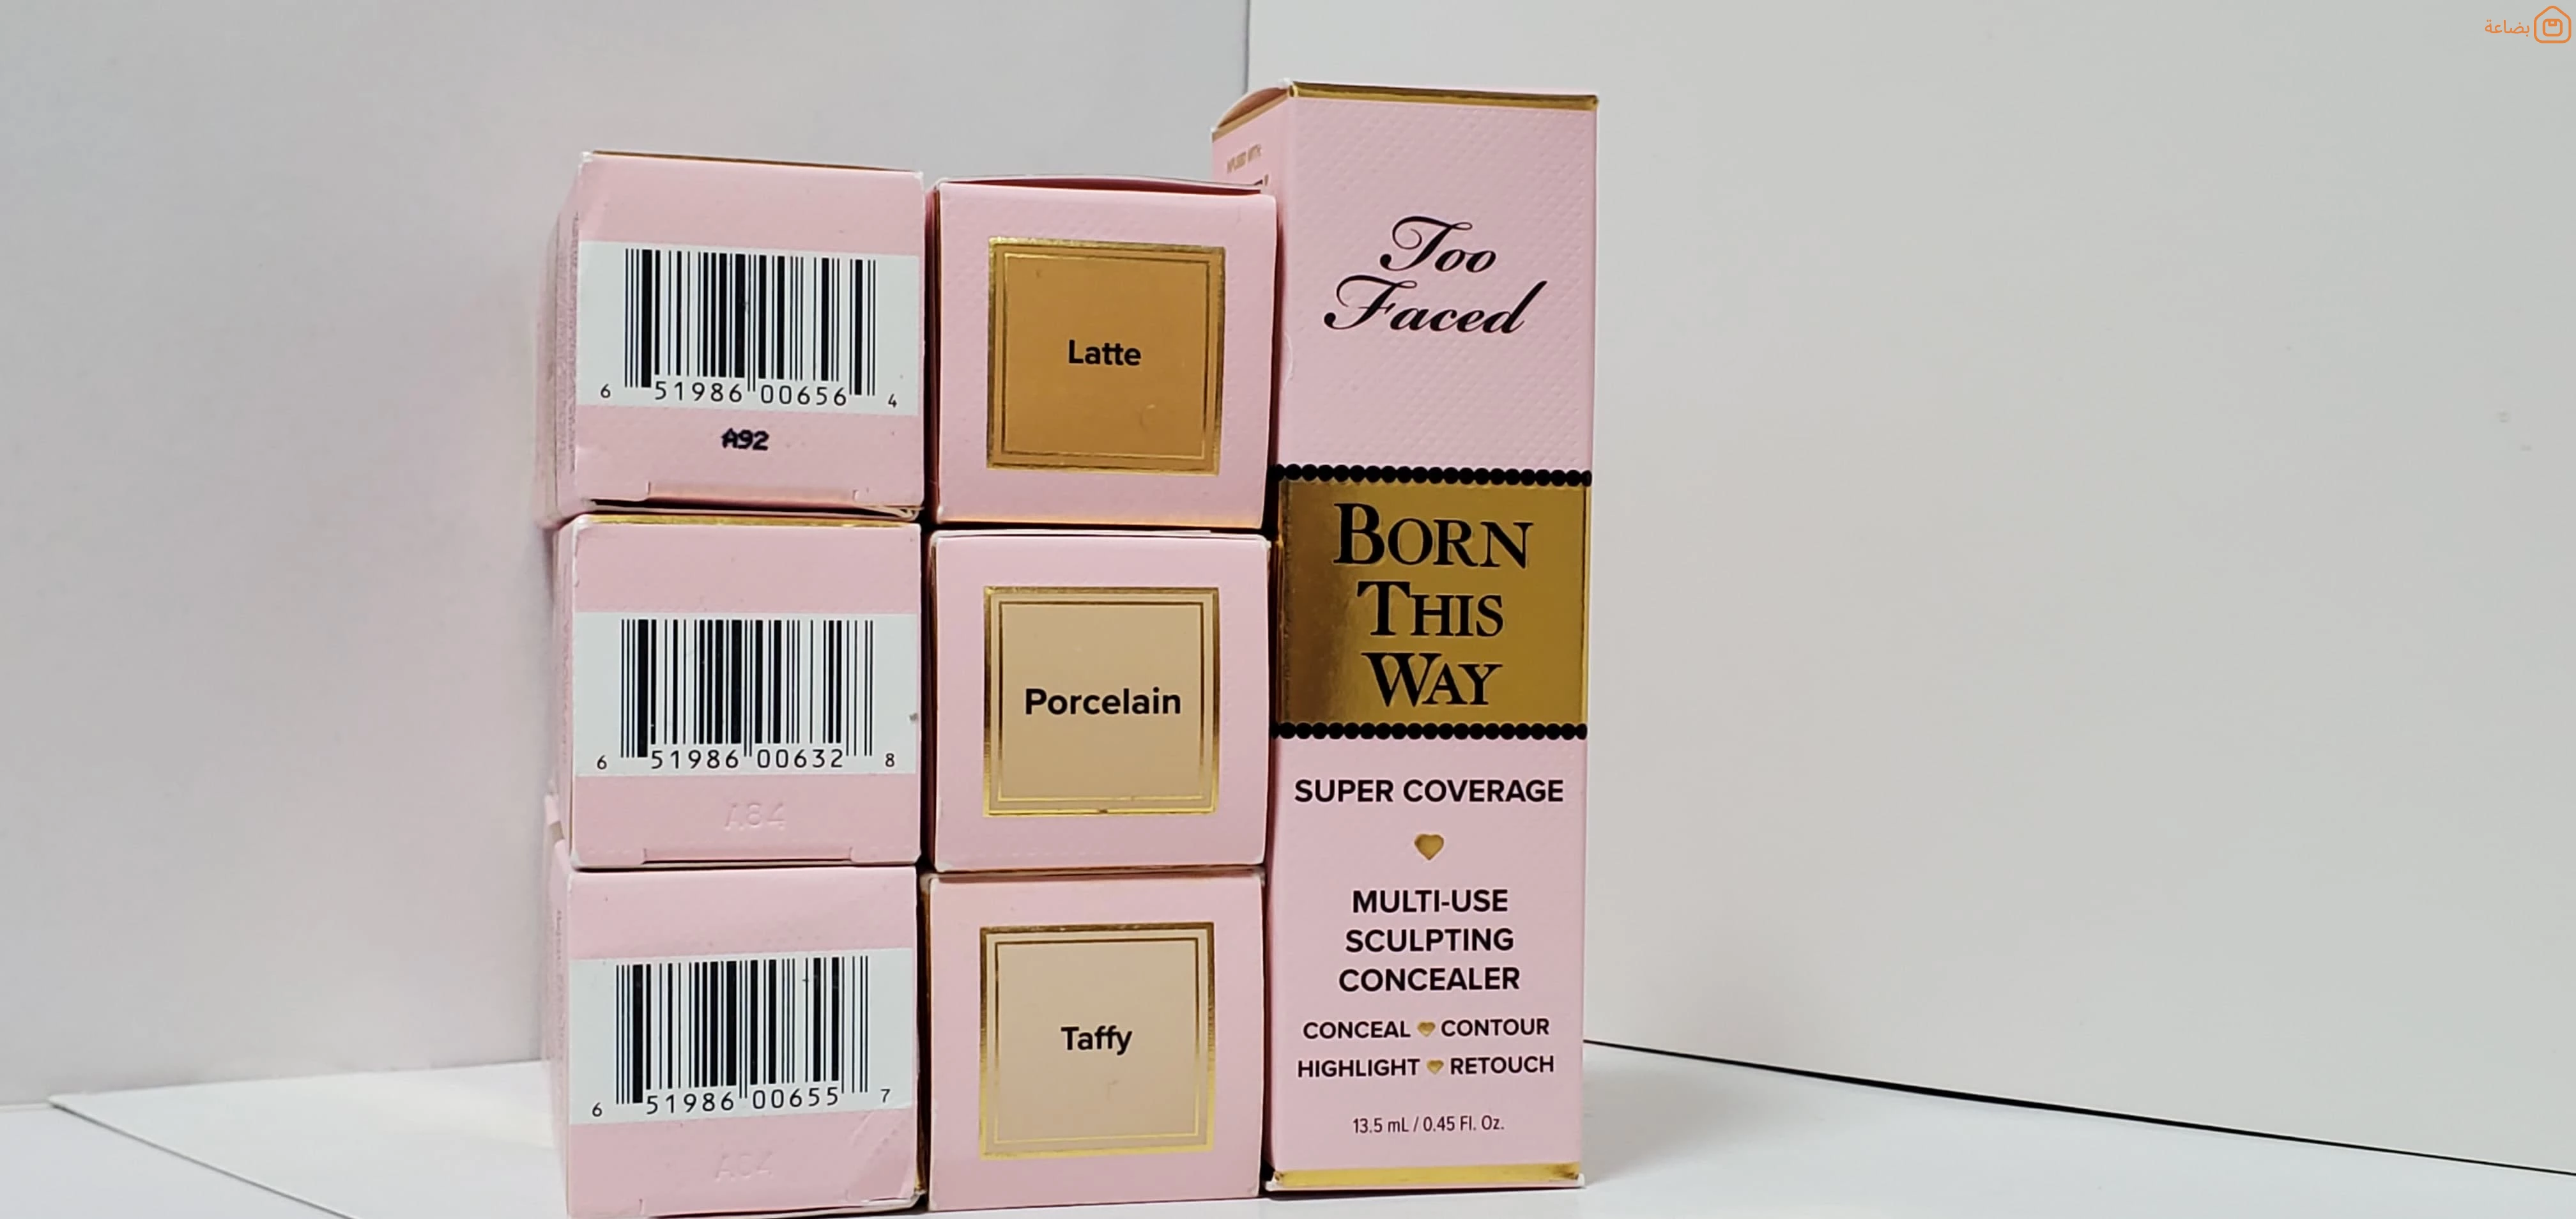 بضاعة
6 51986 00656 4
A92
6 51986 00632 8
A84
6 51986 00655 7
Latte
Porcelain
Taffy
Too
Faced
BORN
THIS
WAY
SUPER COVERAGE
MULTI-USE
SCULPTING
CONCEALER
CONCEAL CONTOUR
HIGHLIGHT RETOUCH
13.5 mL / 0.45 Fl. Oz.